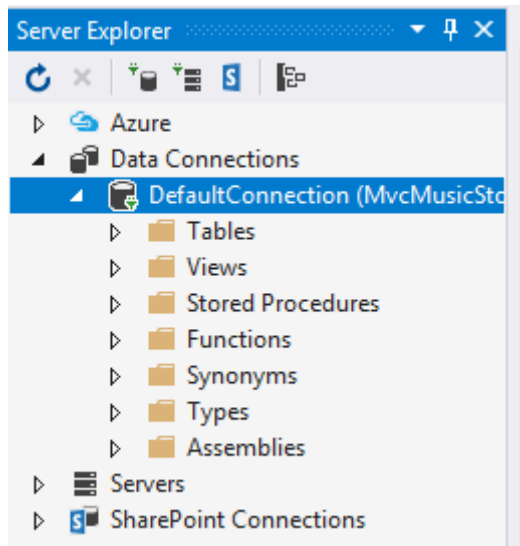 Server Explorer
Azure
Data Connections
DefaultConnection (MvcMusicSto
Tables
Views
Stored Procedures
Functions
Synonyms
Types
Assemblies
Servers
SharePoint Connections